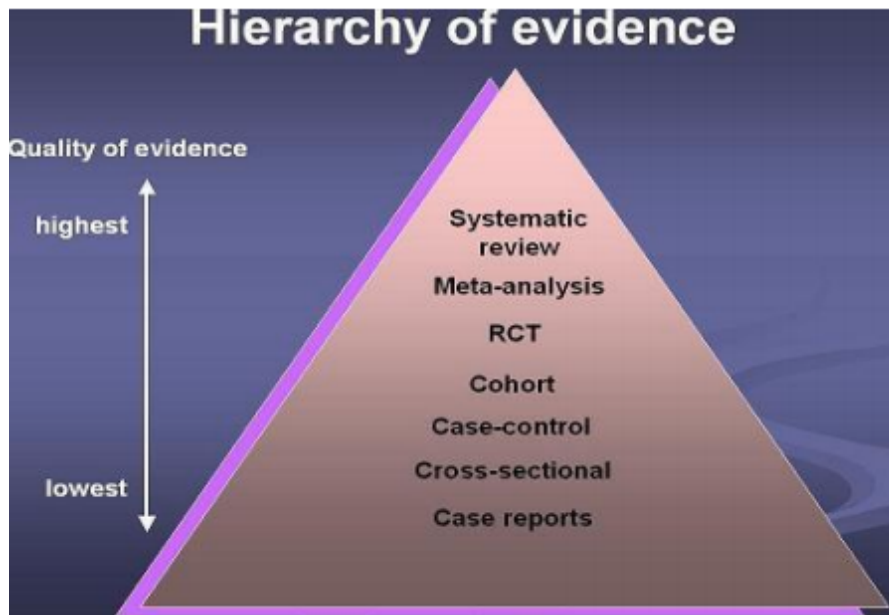 Hierarchy of evidence
Quality of evidence
highest
Systematic
review
Meta-analysis
RCT
Cohort
Case-control
Cross-sectional
lowest
Case reports